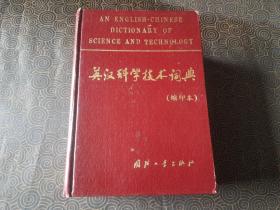 AN ENGLISH-CHINESE
DICTIONARY OF
SCIENCE AND TECHNOLOGY
英汉科学技术词典
(缩印本)
国防工业出版社